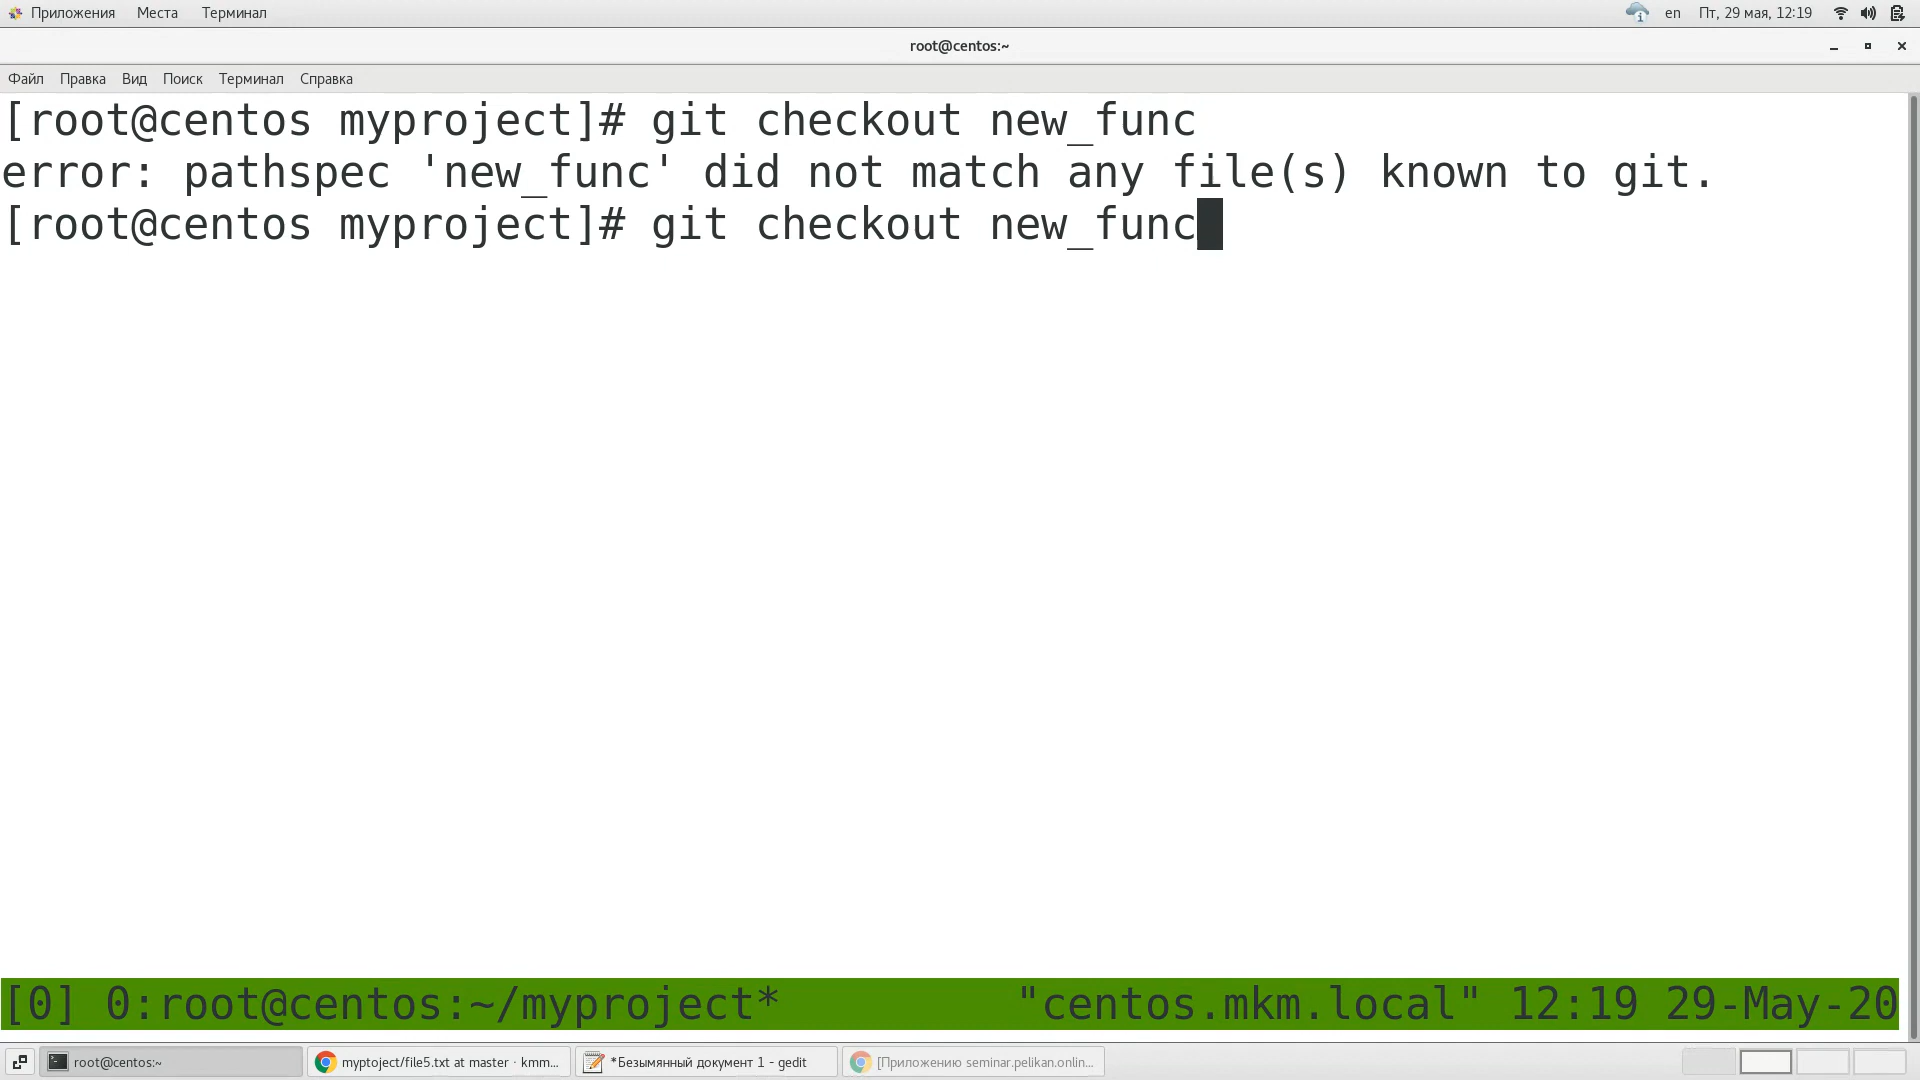 Приложения Места Терминал en Пт, 29 мая, 12:19
root@centos:~
Файл Правка Вид Поиск Терминал Справка
[root@centos myproject]# git checkout new_func
error: pathspec 'new_func' did not match any file(s) known to git.
[root@centos myproject]# git checkout new_func
[0] 0:root@centos:~/myproject* "centos.mkm.local" 12:19 29-May-20
root@centos:~ myptoject/file5.txt at master · kmm... *Безымянный документ 1 - gedit [Приложению seminar.pelikan.onlin...